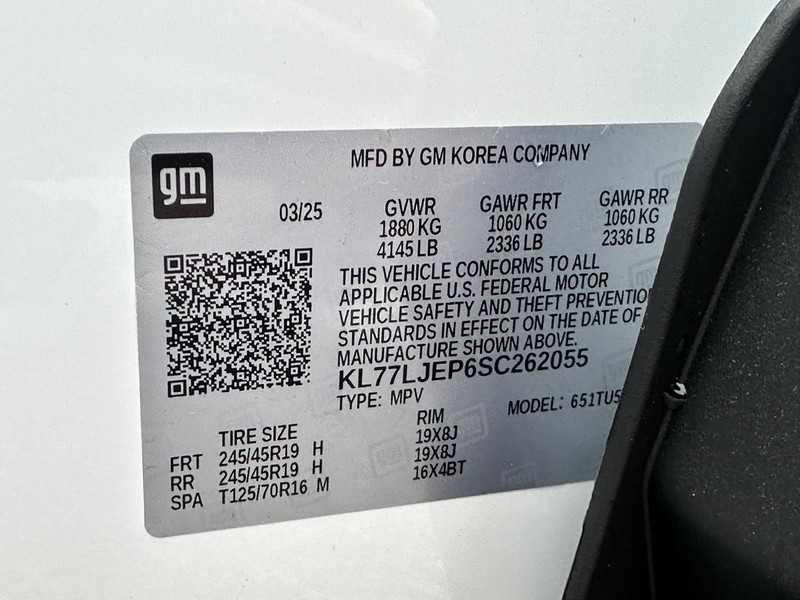 gm
MFD BY GM KOREA COMPANY
03/25
GVWR GAWR FRT GAWR RR
1880 KG 1060 KG 1060 KG
4145 LB 2336 LB 2336 LB
THIS VEHICLE CONFORMS TO ALL
APPLICABLE U.S. FEDERAL MOTOR
VEHICLE SAFETY AND THEFT PREVENTIO
STANDARDS IN EFFECT ON THE DATE OF
MANUFACTURE SHOWN ABOVE.
KL77LJEP6SC262055
TYPE: MPV MODEL: 651TU5
TIRE SIZE RIM
FRT 245/45R19 H 19X8J
RR 245/45R19 H 19X8J
SPA T125/70R16 M 16X4BT